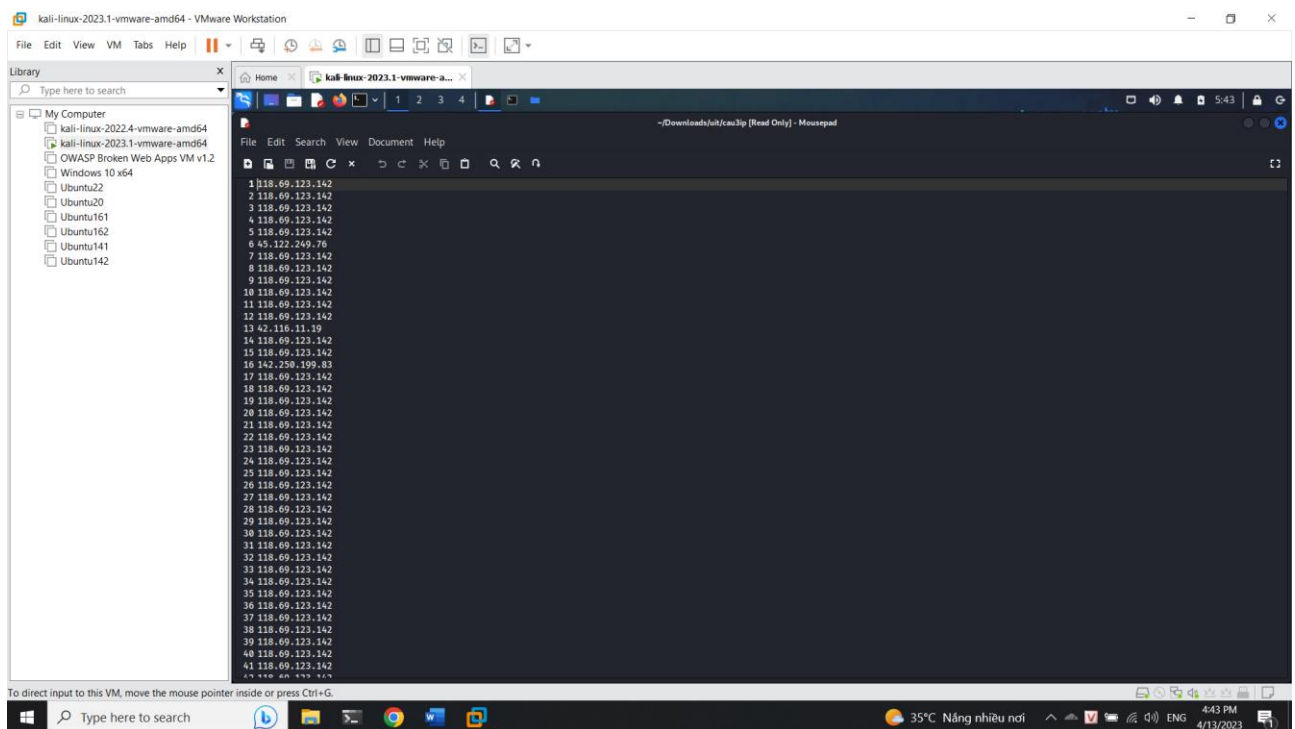 kali-linux-2023.1-vmware-amd64 - VMware Workstation
File Edit View VM Tabs Help
Library
Type here to search
My Computer
kali-linux-2022.4-vmware-amd64
kali-linux-2023.1-vmware-amd64
OWASP Broken Web Apps VM v1.2
Windows 10 x64
Ubuntu22
Ubuntu20
Ubuntu161
Ubuntu162
Ubuntu141
Ubuntu142
Home
kali-linux-2023.1-vmware-a...
1 2 3 4
5:43
~/Downloads/uit/cau3ip [Read Only] - Mousepad
File Edit Search View Document Help
1 118.69.123.142
2 118.69.123.142
3 118.69.123.142
4 118.69.123.142
5 118.69.123.142
6 45.122.249.76
7 118.69.123.142
8 118.69.123.142
9 118.69.123.142
10 118.69.123.142
11 118.69.123.142
12 118.69.123.142
13 42.116.11.19
14 118.69.123.142
15 118.69.123.142
16 142.250.199.83
17 118.69.123.142
18 118.69.123.142
19 118.69.123.142
20 118.69.123.142
21 118.69.123.142
22 118.69.123.142
23 118.69.123.142
24 118.69.123.142
25 118.69.123.142
26 118.69.123.142
27 118.69.123.142
28 118.69.123.142
29 118.69.123.142
30 118.69.123.142
31 118.69.123.142
32 118.69.123.142
33 118.69.123.142
34 118.69.123.142
35 118.69.123.142
36 118.69.123.142
37 118.69.123.142
38 118.69.123.142
39 118.69.123.142
40 118.69.123.142
41 118.69.123.142
To direct input to this VM, move the mouse pointer inside or press Ctrl+G.
Type here to search
35°C Nắng nhiều nơi
ENG
4:43 PM
4/13/2023